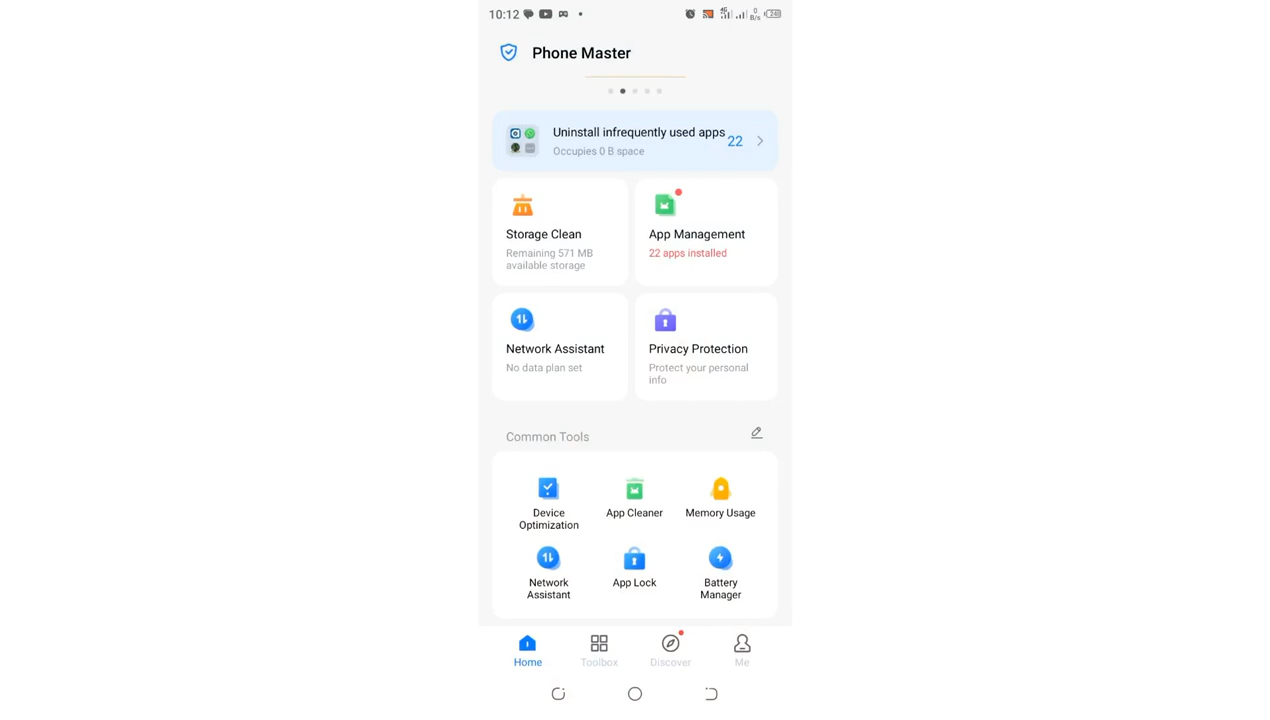 10:12
4G
0
B/s
Phone Master
Uninstall infrequently used apps
22
Occupies 0 B space
Storage Clean
Remaining 571 MB
available storage
App Management
22 apps installed
Network Assistant
No data plan set
Privacy Protection
Protect your personal
info
Common Tools
Device
Optimization
App Cleaner
Memory Usage
Network
Assistant
App Lock
Battery
Manager
Home
Toolbox
Discover
Me